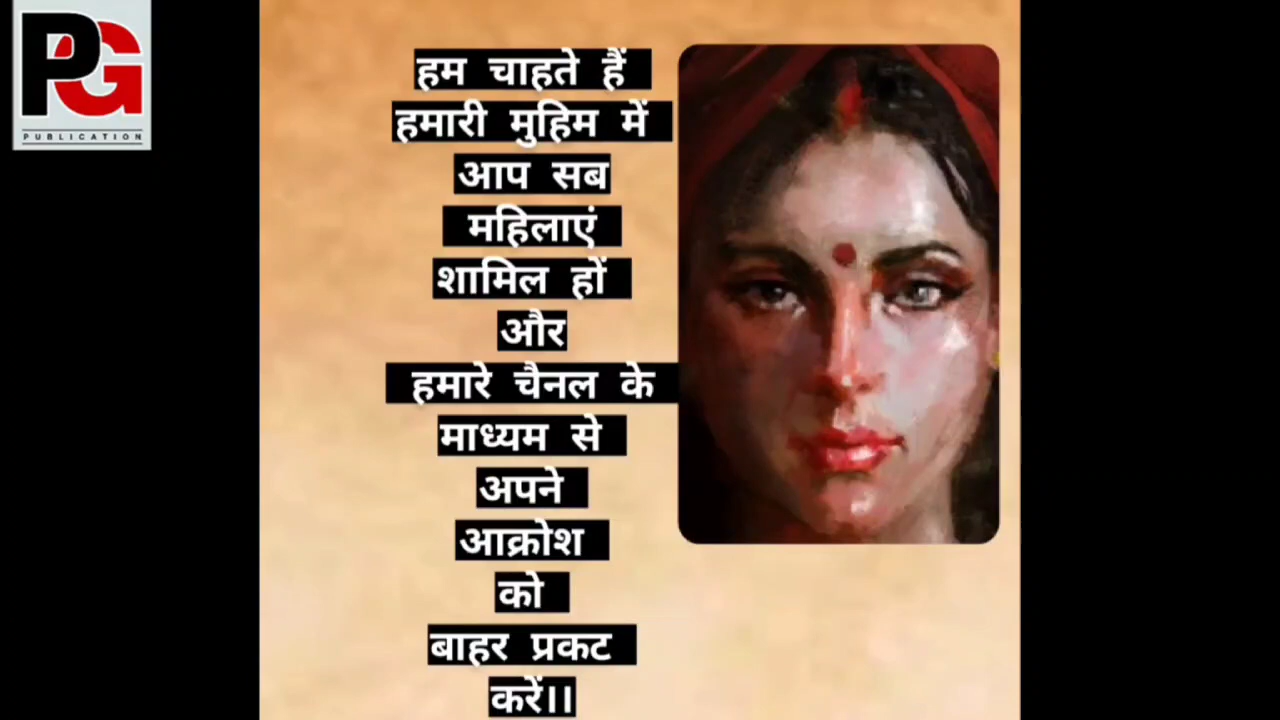 PG
PUBLICATION
हम चाहते हैं
हमारी मुहिम में
आप सब
महिलाएं
शामिल हों
और
हमारे चैनल के
माध्यम से
अपने
आक्रोश
को
बाहर प्रकट
करें।।